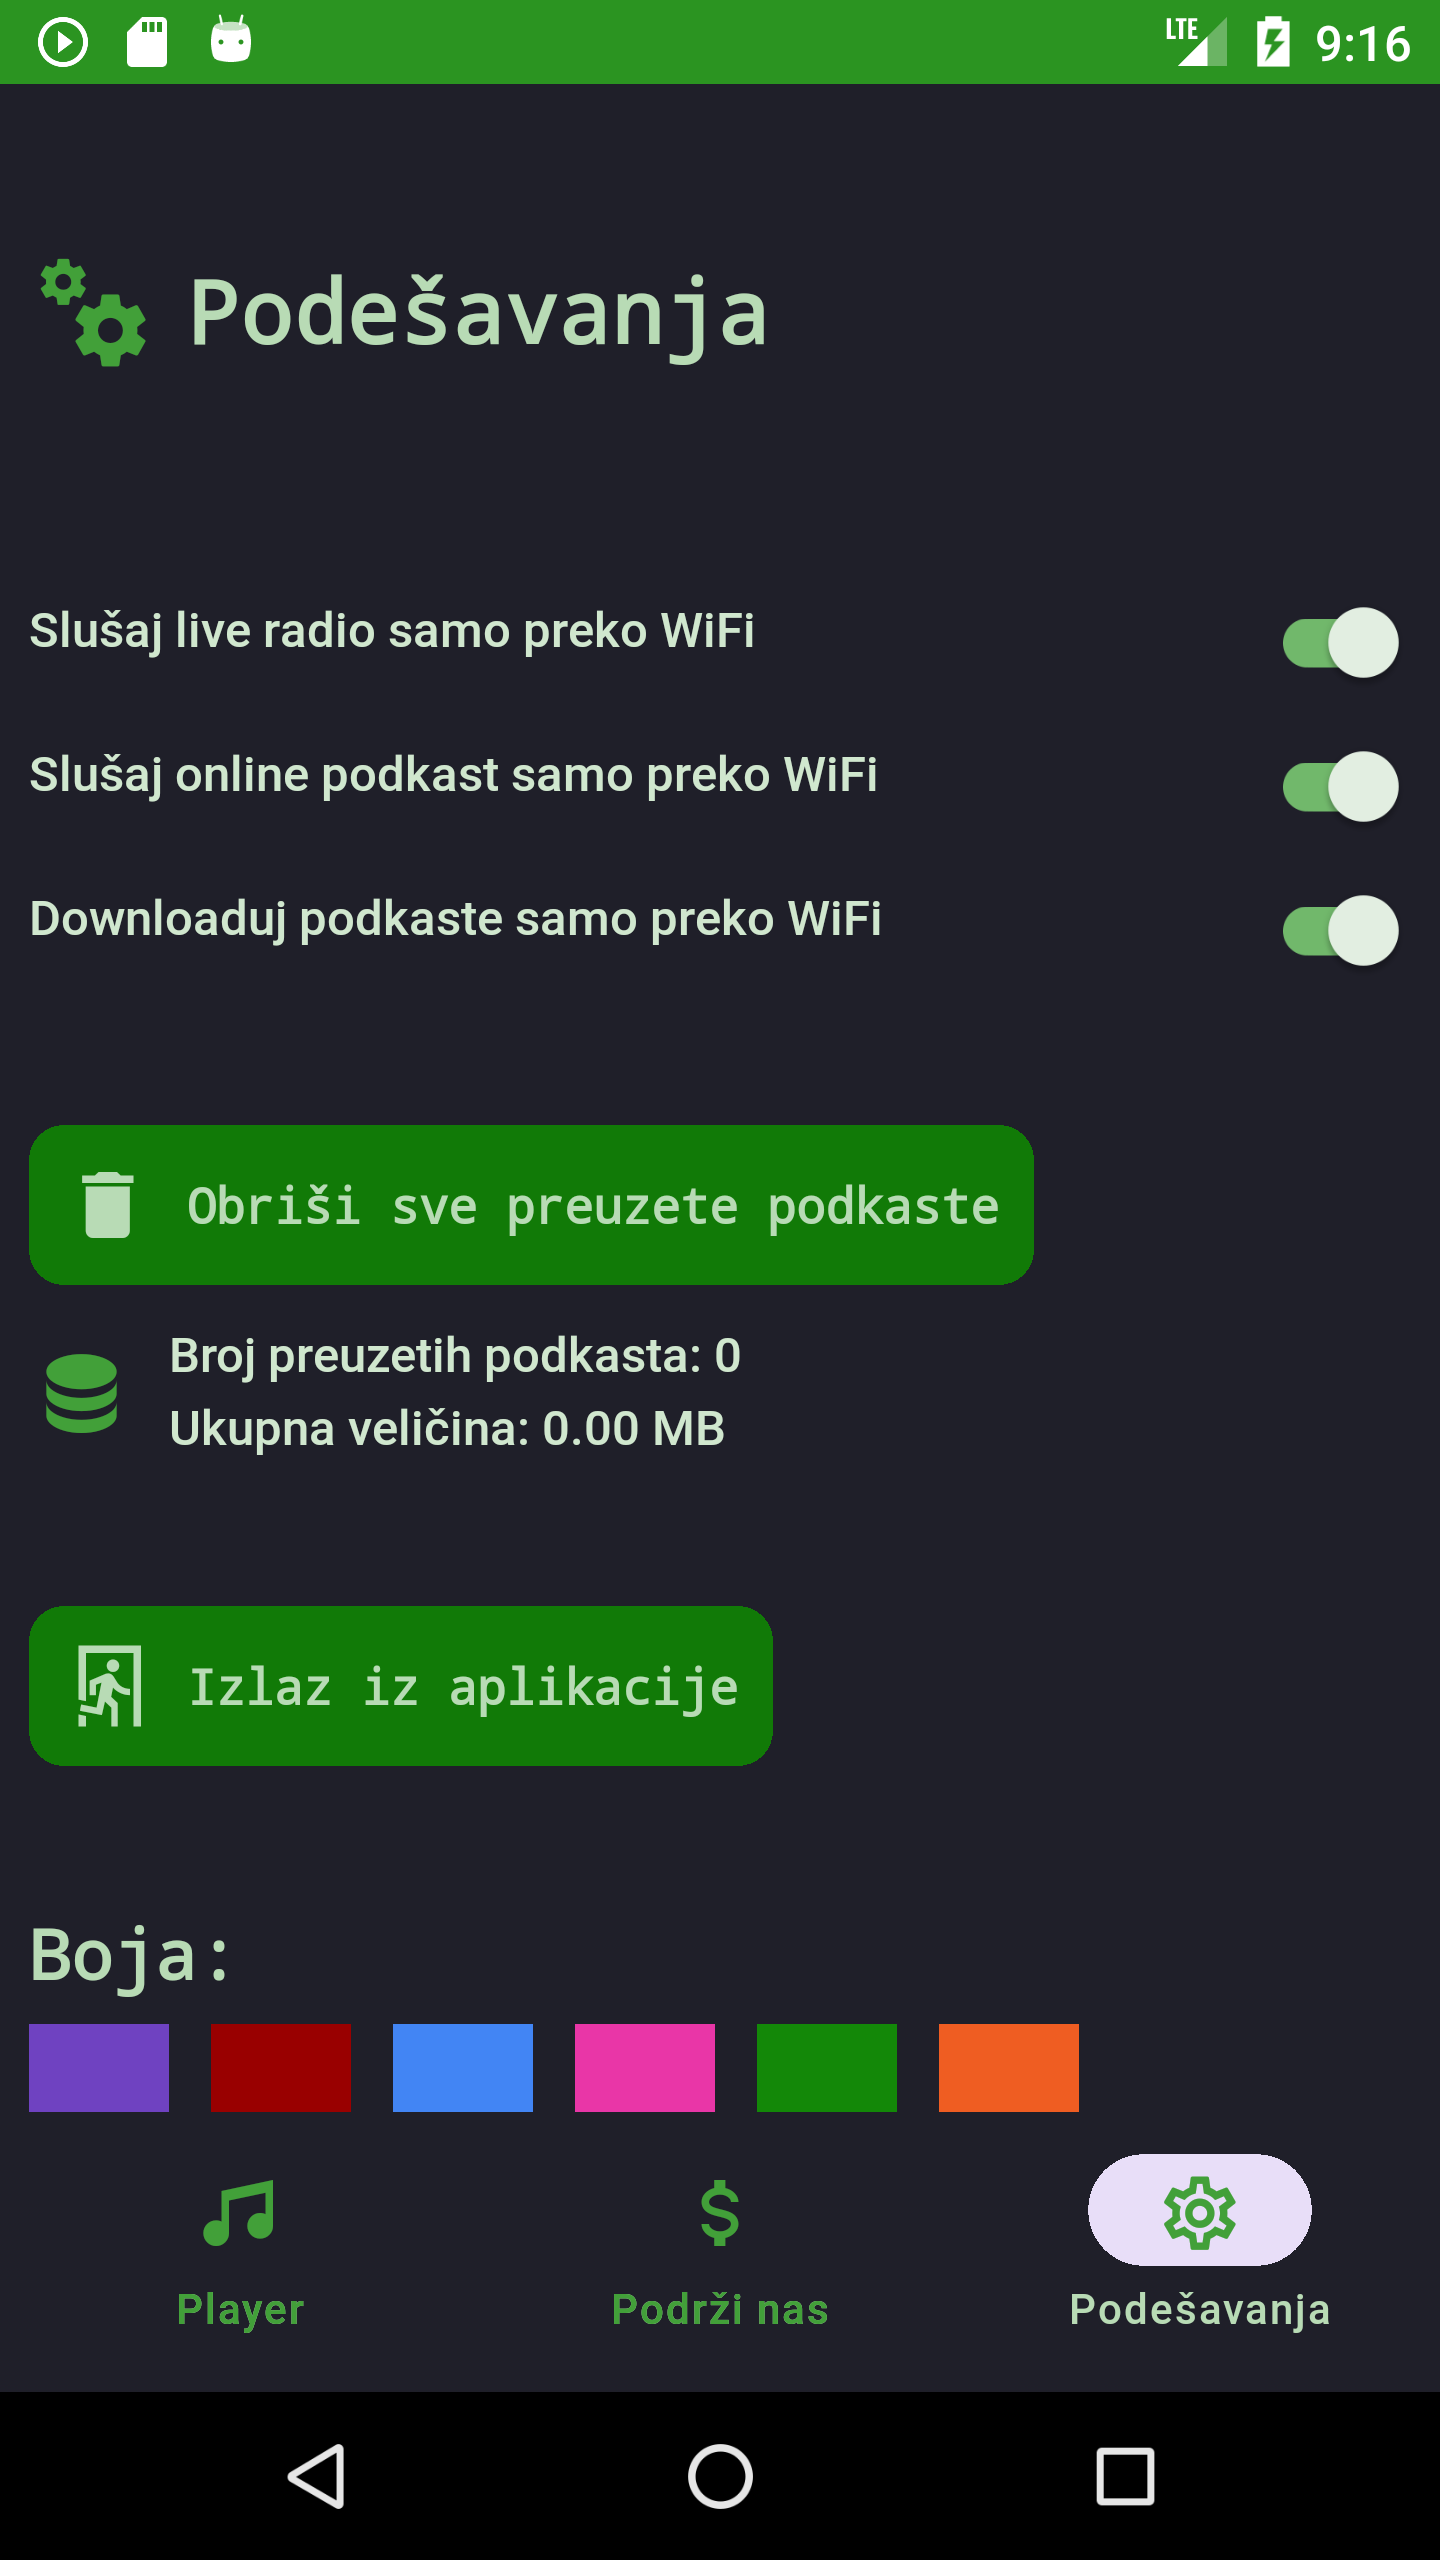 LTE 9:16
Podešavanja
Slušaj live radio samo preko WiFi
Slušaj online podkast samo preko WiFi
Downloaduj podkaste samo preko WiFi
Obriši sve preuzete podkaste
Broj preuzetih podkasta: 0
Ukupna veličina: 0.00 MB
Izlaz iz aplikacije
Boja:
Player Podrži nas Podešavanja